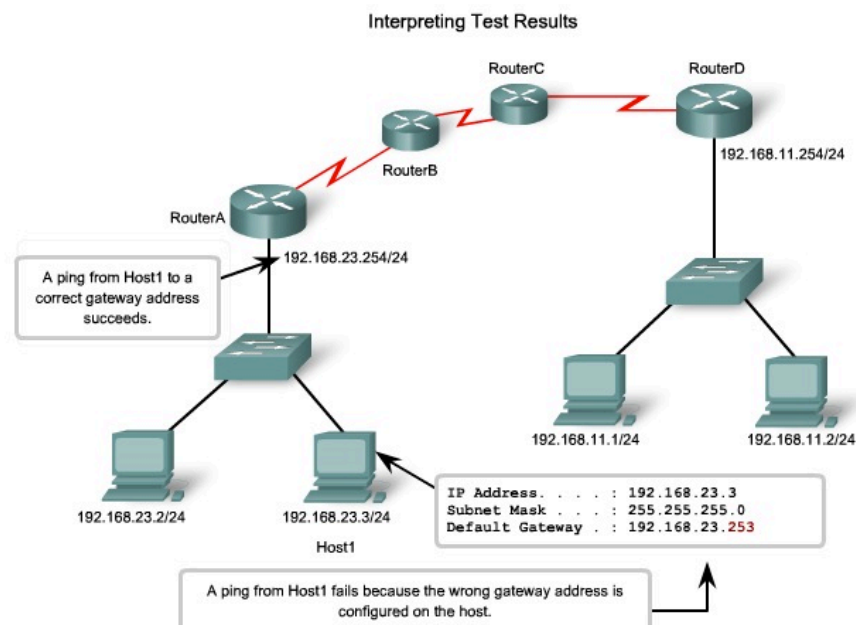 Interpreting Test Results
RouterC
RouterD
RouterB
192.168.11.254/24
RouterA
192.168.23.254/24
A ping from Host1 to a
correct gateway address
succeeds.
192.168.11.1/24
192.168.11.2/24
IP Address. . . . . : 192.168.23.3
Subnet Mask . . . . : 255.255.255.0
Default Gateway . . : 192.168.23.253
192.168.23.2/24
192.168.23.3/24
Host1
A ping from Host1 fails because the wrong gateway address is
configured on the host.